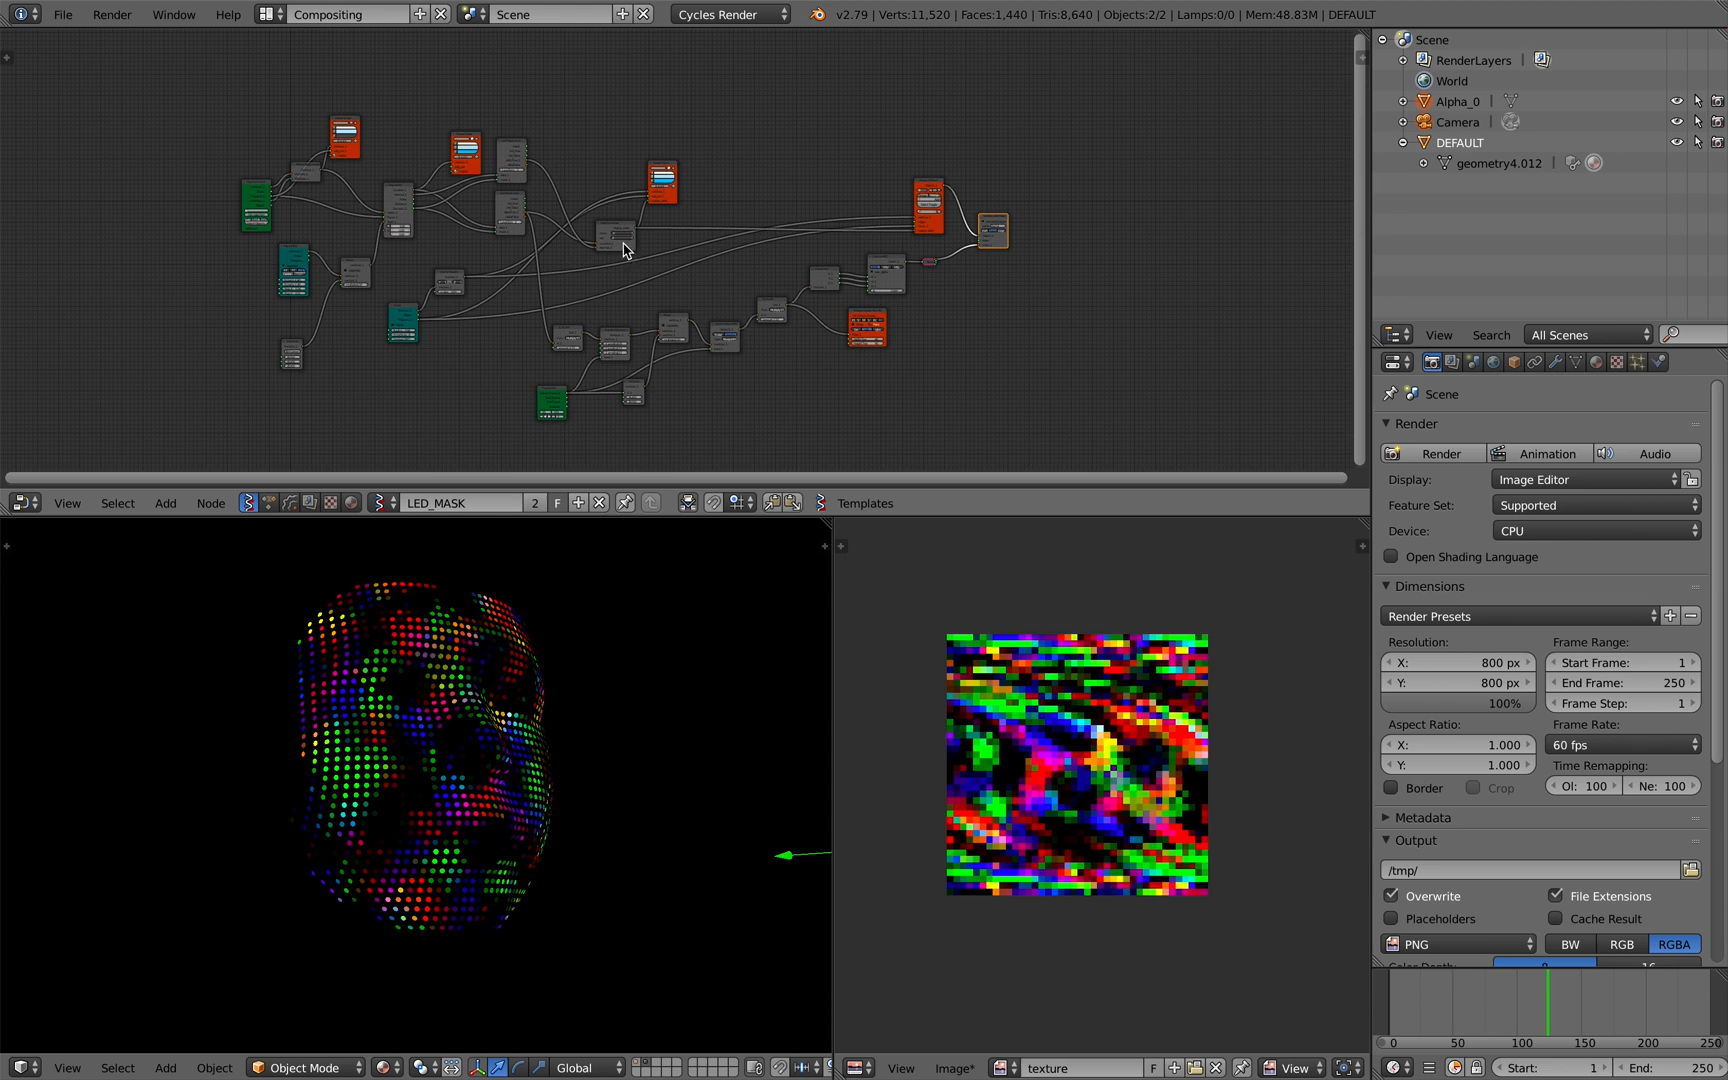 File Render Window Help Compositing Scene Cycles Render v2.79 | Verts:11,520 | Faces:1,440 | Tris:8,640 | Objects:2/2 | Lamps:0/0 | Mem:48.83M | DEFAULT
Scene
RenderLayers |
World
Alpha_0 |
Camera |
DEFAULT
geometry4.012 |
View Search All Scenes
Scene
Render
Render Animation Audio
Display: Image Editor
Feature Set: Supported
Device: CPU
Open Shading Language
Dimensions
Render Presets
Resolution: Frame Range:
X: 800 px Start Frame: 1
Y: 800 px End Frame: 250
100% Frame Step: 1
Aspect Ratio: Frame Rate:
X: 1.000 60 fps
Y: 1.000 Time Remapping:
Border Crop Ol: 100 Ne: 100
Metadata
Output
/tmp/
Overwrite File Extensions
Placeholders Cache Result
PNG BW RGB RGBA
Color Depth: 8 16
0 50 100 150 200 250
Start: 1 End: 250
View Select Add Node LED_MASK 2 F Templates
View Select Add Object Object Mode Global
View Image* texture F View